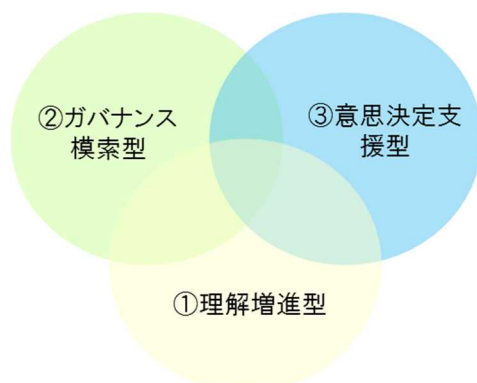 ②ガバナンス
模索型
③意思決定支
援型
①理解増進型